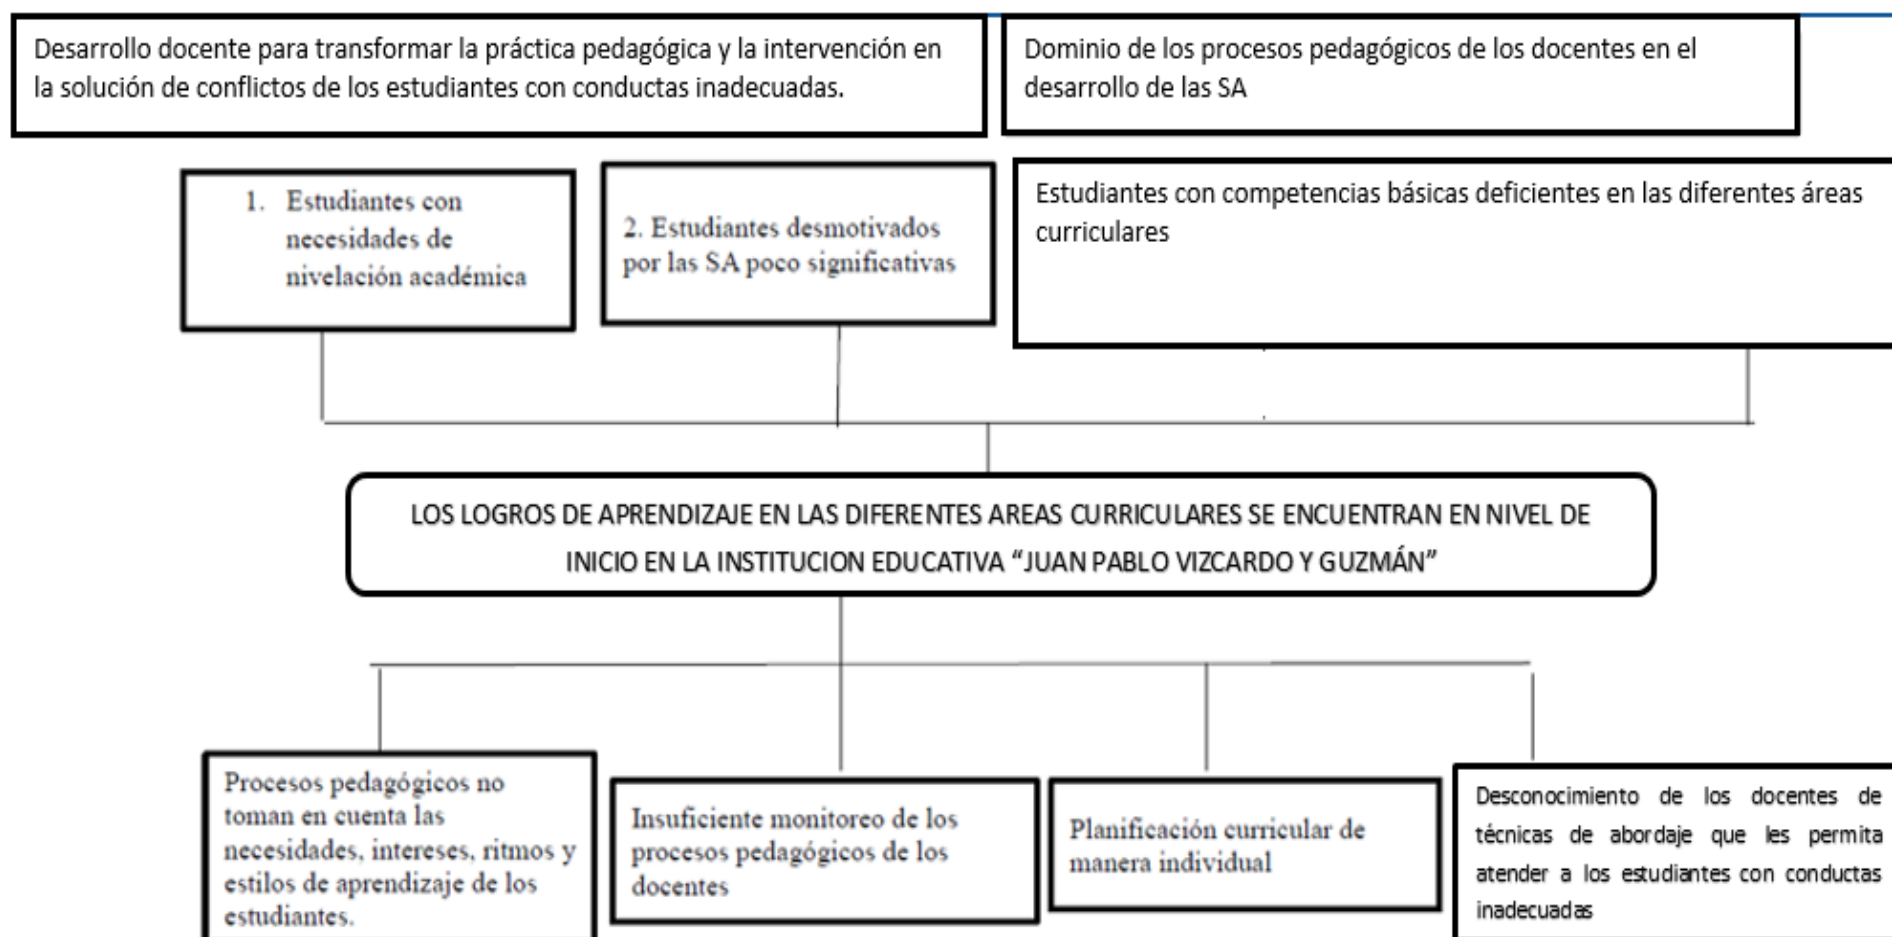 Desarrollo docente para transformar la práctica pedagógica y la intervención en
la solución de conflictos de los estudiantes con conductas inadecuadas.
Dominio de los procesos pedagógicos de los docentes en el
desarrollo de las SA
1. Estudiantes con
necesidades de
nivelación académica
2. Estudiantes desmotivados
por las SA poco significativas
Estudiantes con competencias básicas deficientes en las diferentes áreas
curriculares
LOS LOGROS DE APRENDIZAJE EN LAS DIFERENTES AREAS CURRICULARES SE ENCUENTRAN EN NIVEL DE
INICIO EN LA INSTITUCION EDUCATIVA “JUAN PABLO VIZCARDO Y GUZMÁN”
Procesos pedagógicos no
toman en cuenta las
necesidades, intereses, ritmos y
estilos de aprendizaje de los
estudiantes.
Insuficiente monitoreo de los
procesos pedagógicos de los
docentes
Planificación curricular de
manera individual
Desconocimiento de los docentes de
técnicas de abordaje que les permita
atender a los estudiantes con conductas
inadecuadas